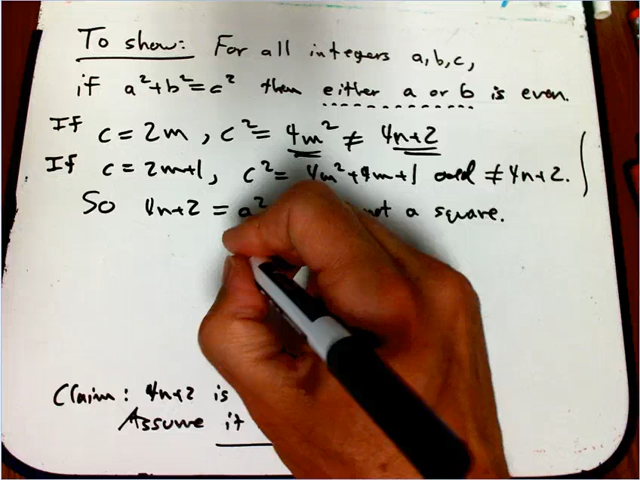 To show: For all integers a, b, c,
if a² + b² = c² then either a or b is even.
If c = 2m, c² = 4m² ≠ 4n+2
If c = 2m+1, c² = 4m² + 4m + 1 and ≠ 4n+2.
So 4n+2 = a² not a square.
Claim: 4n+2 is
Assume it